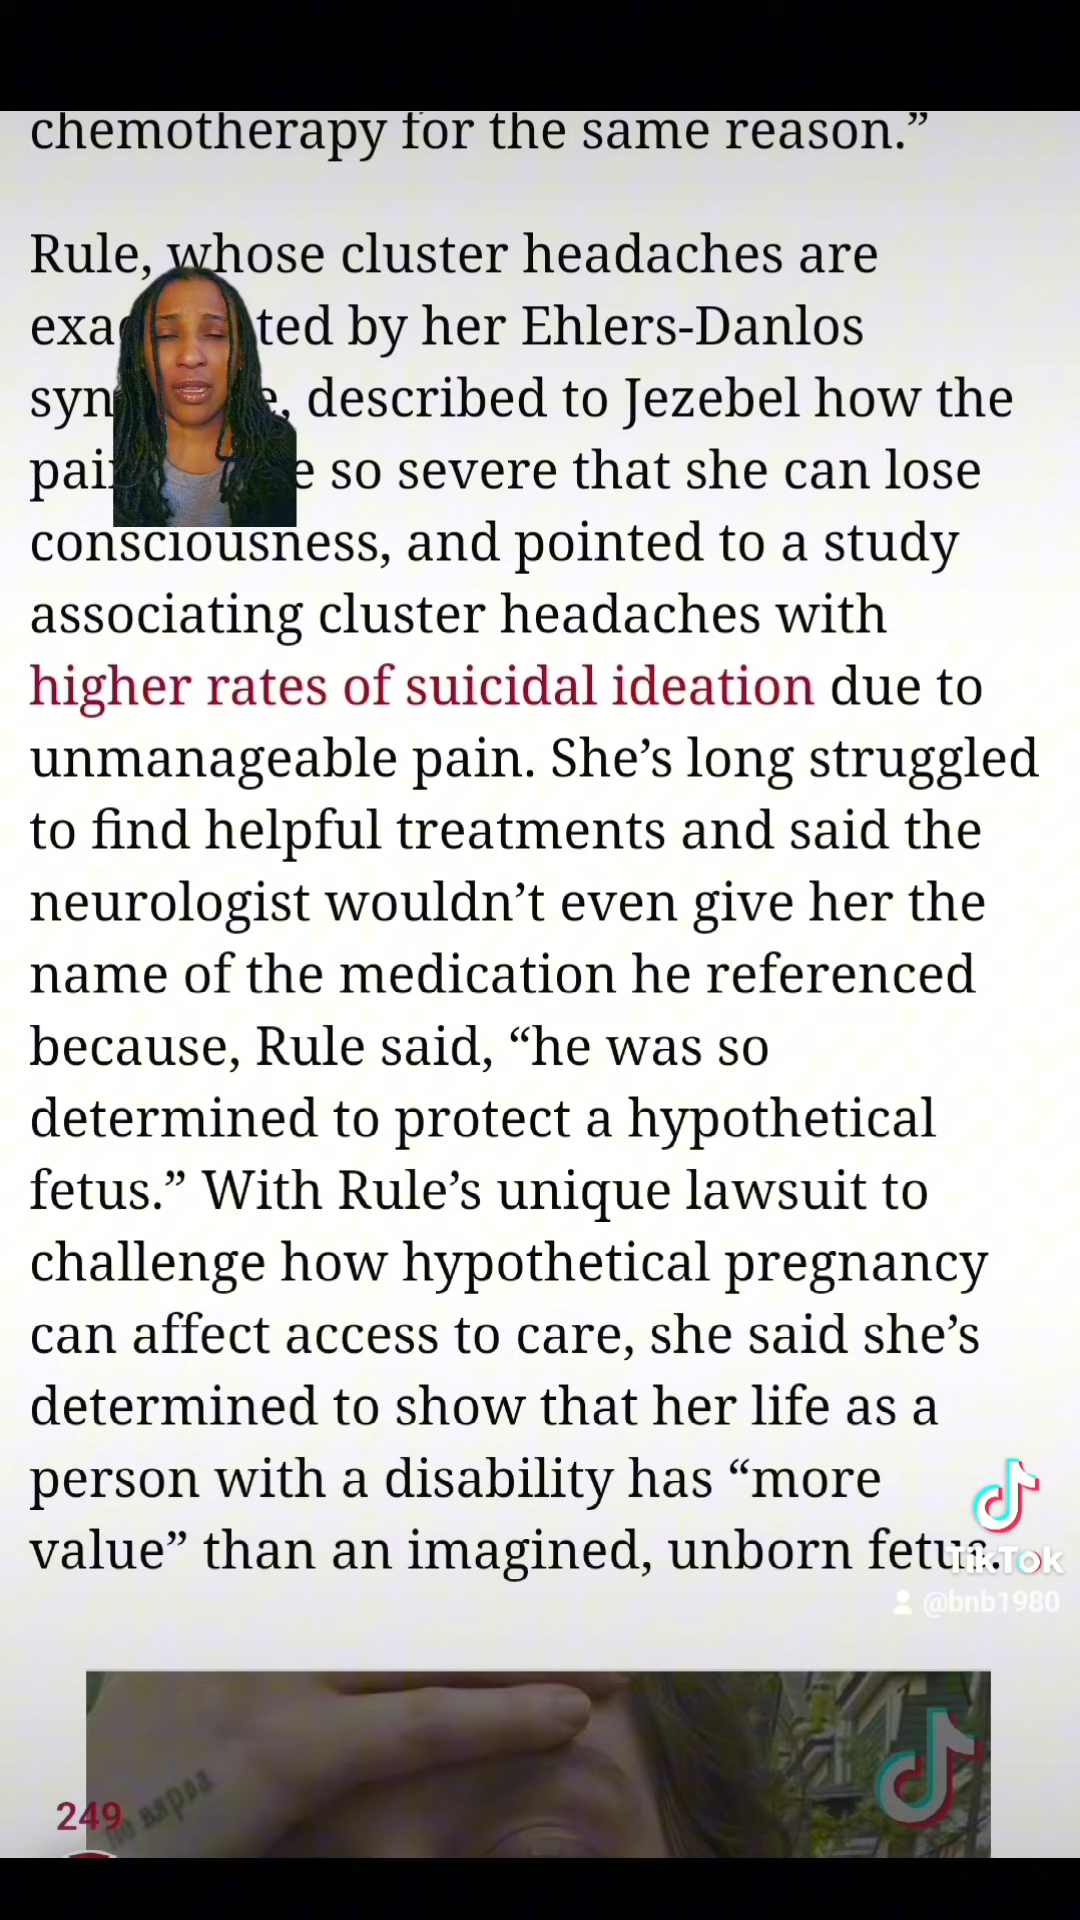 chemotherapy for the same reason.”
Rule, whose cluster headaches are
by her Ehlers-Danlos
described to Jezebel how the
so severe that she can lose
consciousness, and pointed to a study
associating cluster headaches with
higher rates of suicidal ideation due to
unmanageable pain. She’s long struggled
to find helpful treatments and said the
neurologist wouldn’t even give her the
name of the medication he referenced
because, Rule said, “he was so
determined to protect a hypothetical
fetus.” With Rule’s unique lawsuit to
challenge how hypothetical pregnancy
can affect access to care, she said she’s
determined to show that her life as a
person with a disability has “more
value” than an imagined, unborn fetus.
TikTok
@bnb1980
249